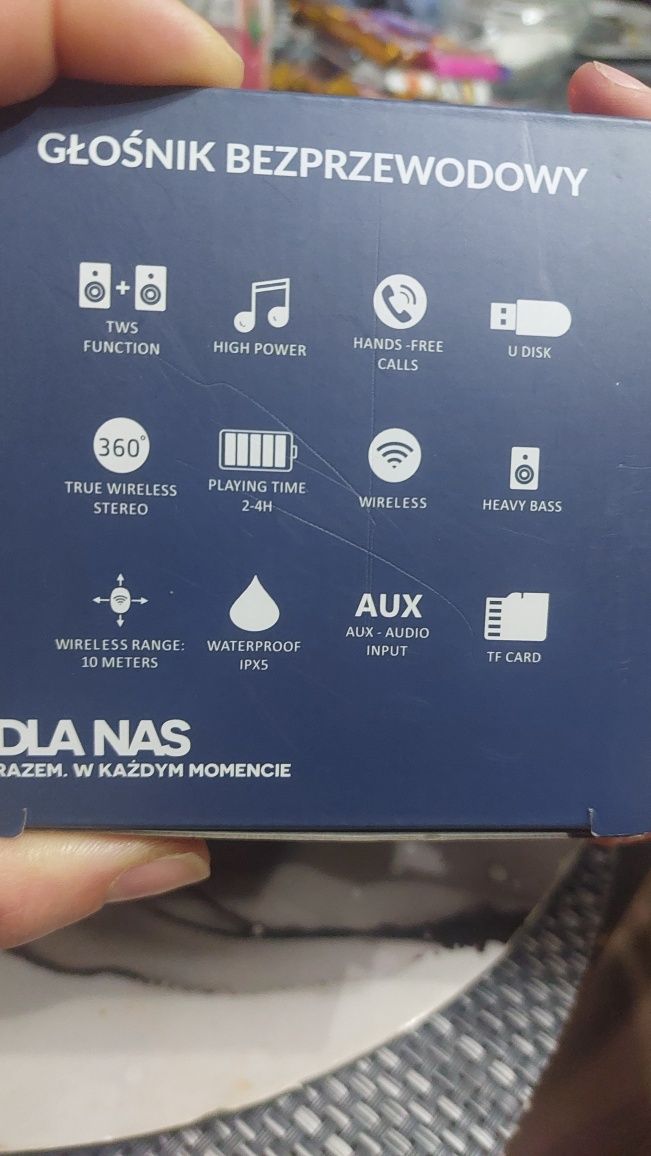 GŁOŚNIK BEZPRZEWODOWY
TWS
FUNCTION
HIGH POWER
HANDS -FREE
CALLS
U DISK
360°
TRUE WIRELESS
STEREO
PLAYING TIME
2-4H
WIRELESS
HEAVY BASS
WIRELESS RANGE:
10 METERS
WATERPROOF
IPX5
AUX
AUX - AUDIO
INPUT
TF CARD
DLA NAS
RAZEM. W KAŻDYM MOMENCIE